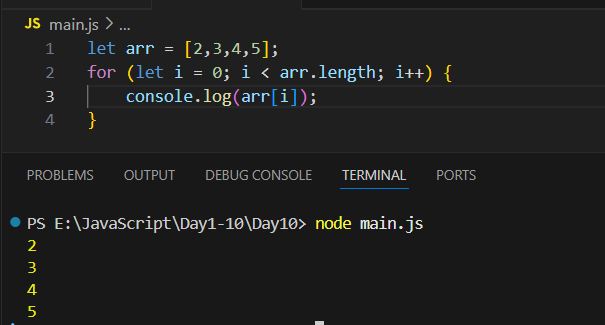 JS main.js > ...
1 let arr = [2,3,4,5];
2 for (let i = 0; i < arr.length; i++) {
3     console.log(arr[i]);
4 }
PROBLEMS OUTPUT DEBUG CONSOLE TERMINAL PORTS
PS E:\JavaScript\Day1-10\Day10> node main.js
2
3
4
5